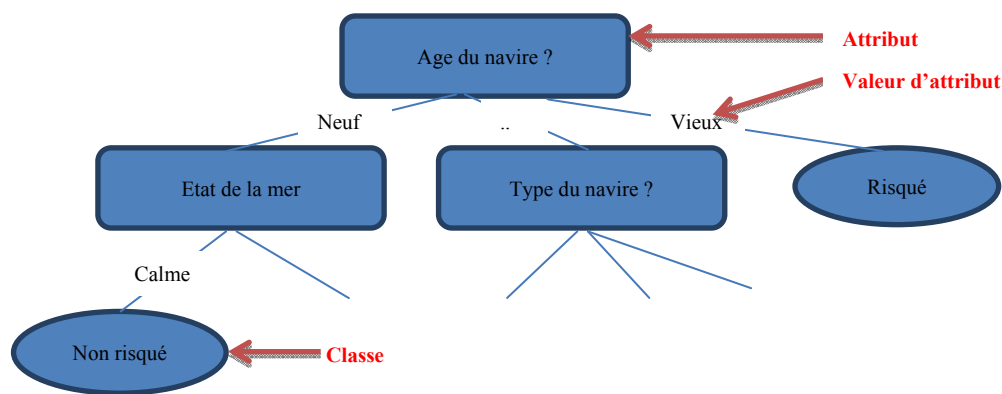 Age du navire ?
Attribut
Valeur d'attribut
Neuf
..
Vieux
Etat de la mer
Type du navire ?
Risqué
Calme
Non risqué
Classe